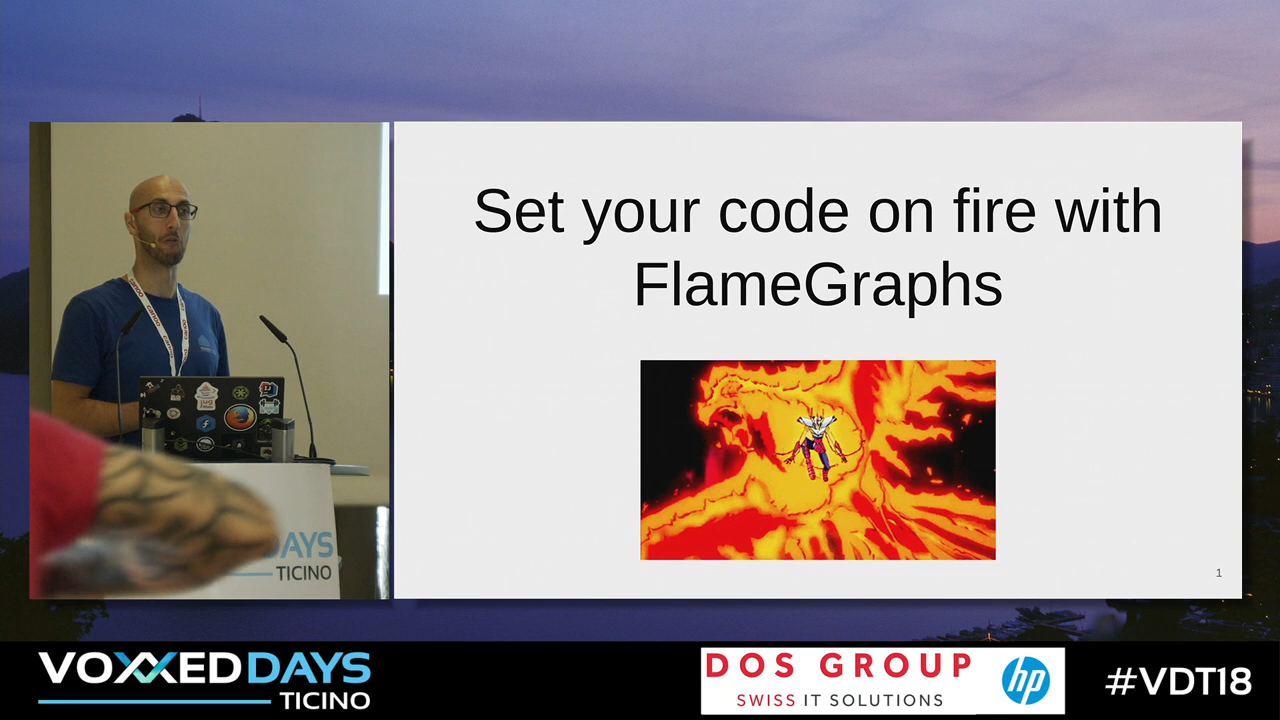 Set your code on fire with
FlameGraphs
1
DAYS
TICINO
VOXXEDDAYS
TICINO
DOS GROUP
SWISS IT SOLUTIONS
hp
#VDT18